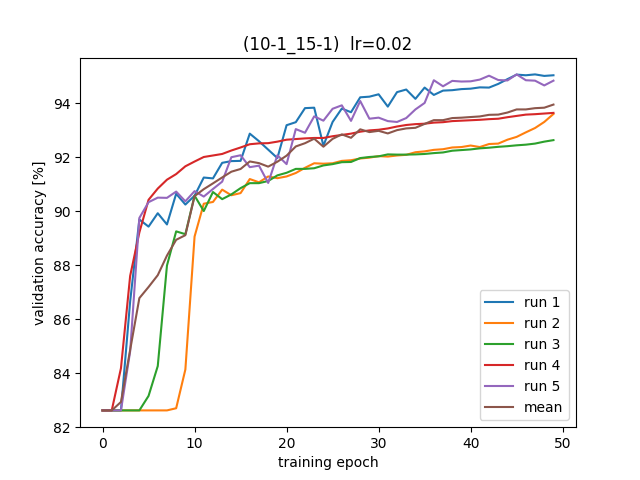 (10-1_15-1)  lr=0.02
validation accuracy [%]
94
92
90
88
86
84
82
0
10
20
30
40
50
training epoch
run 1
run 2
run 3
run 4
run 5
mean